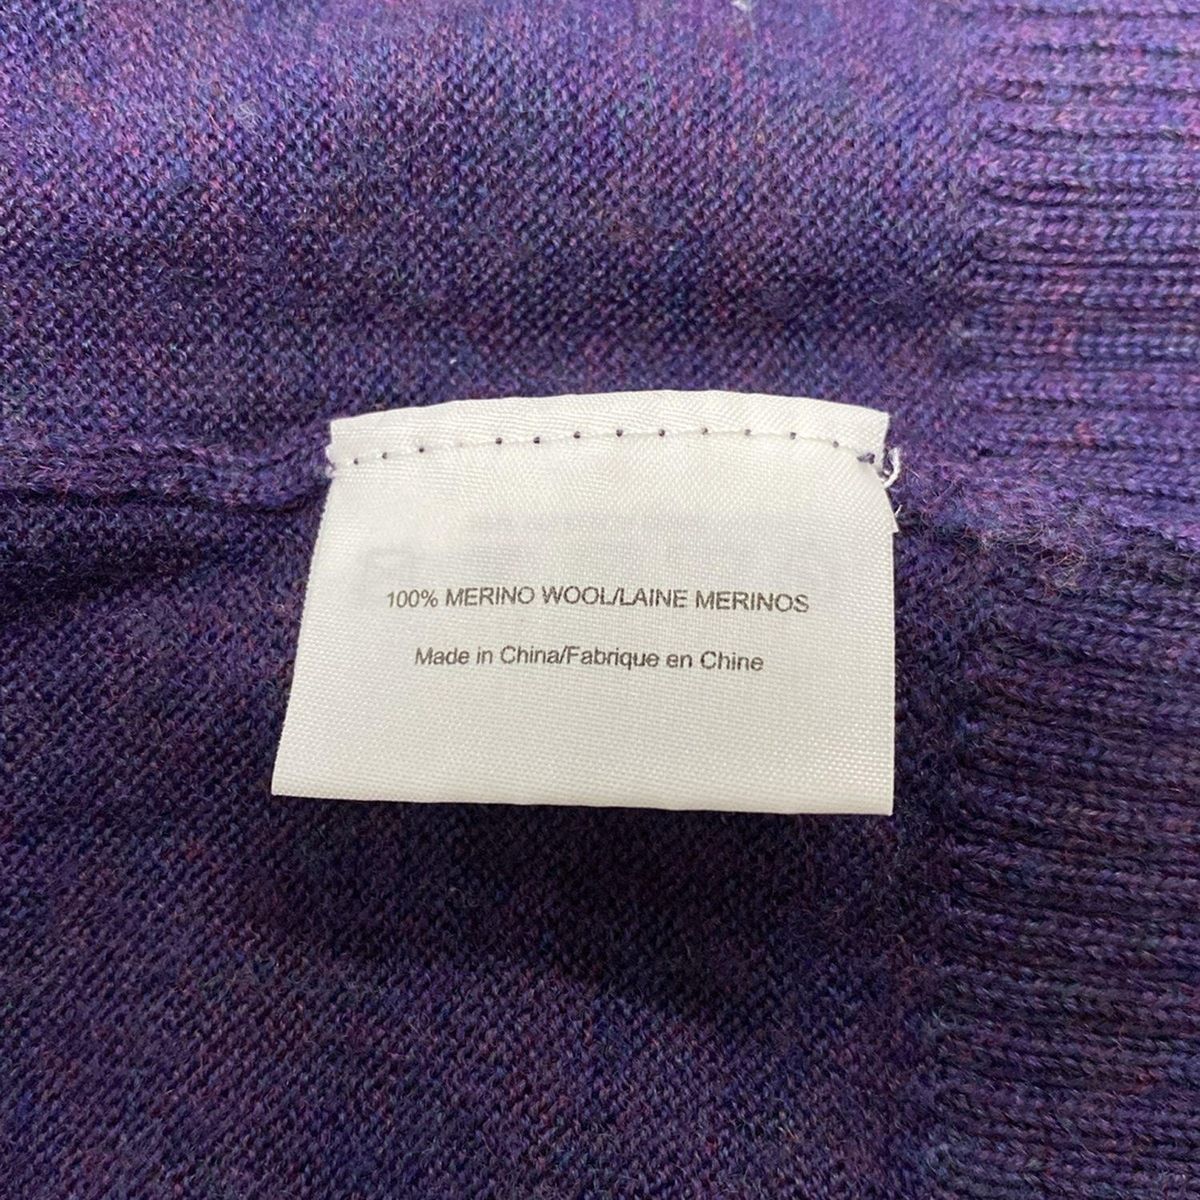 100% MERINO WOOL/LAINE MERINOS
Made in China/Fabrique en Chine